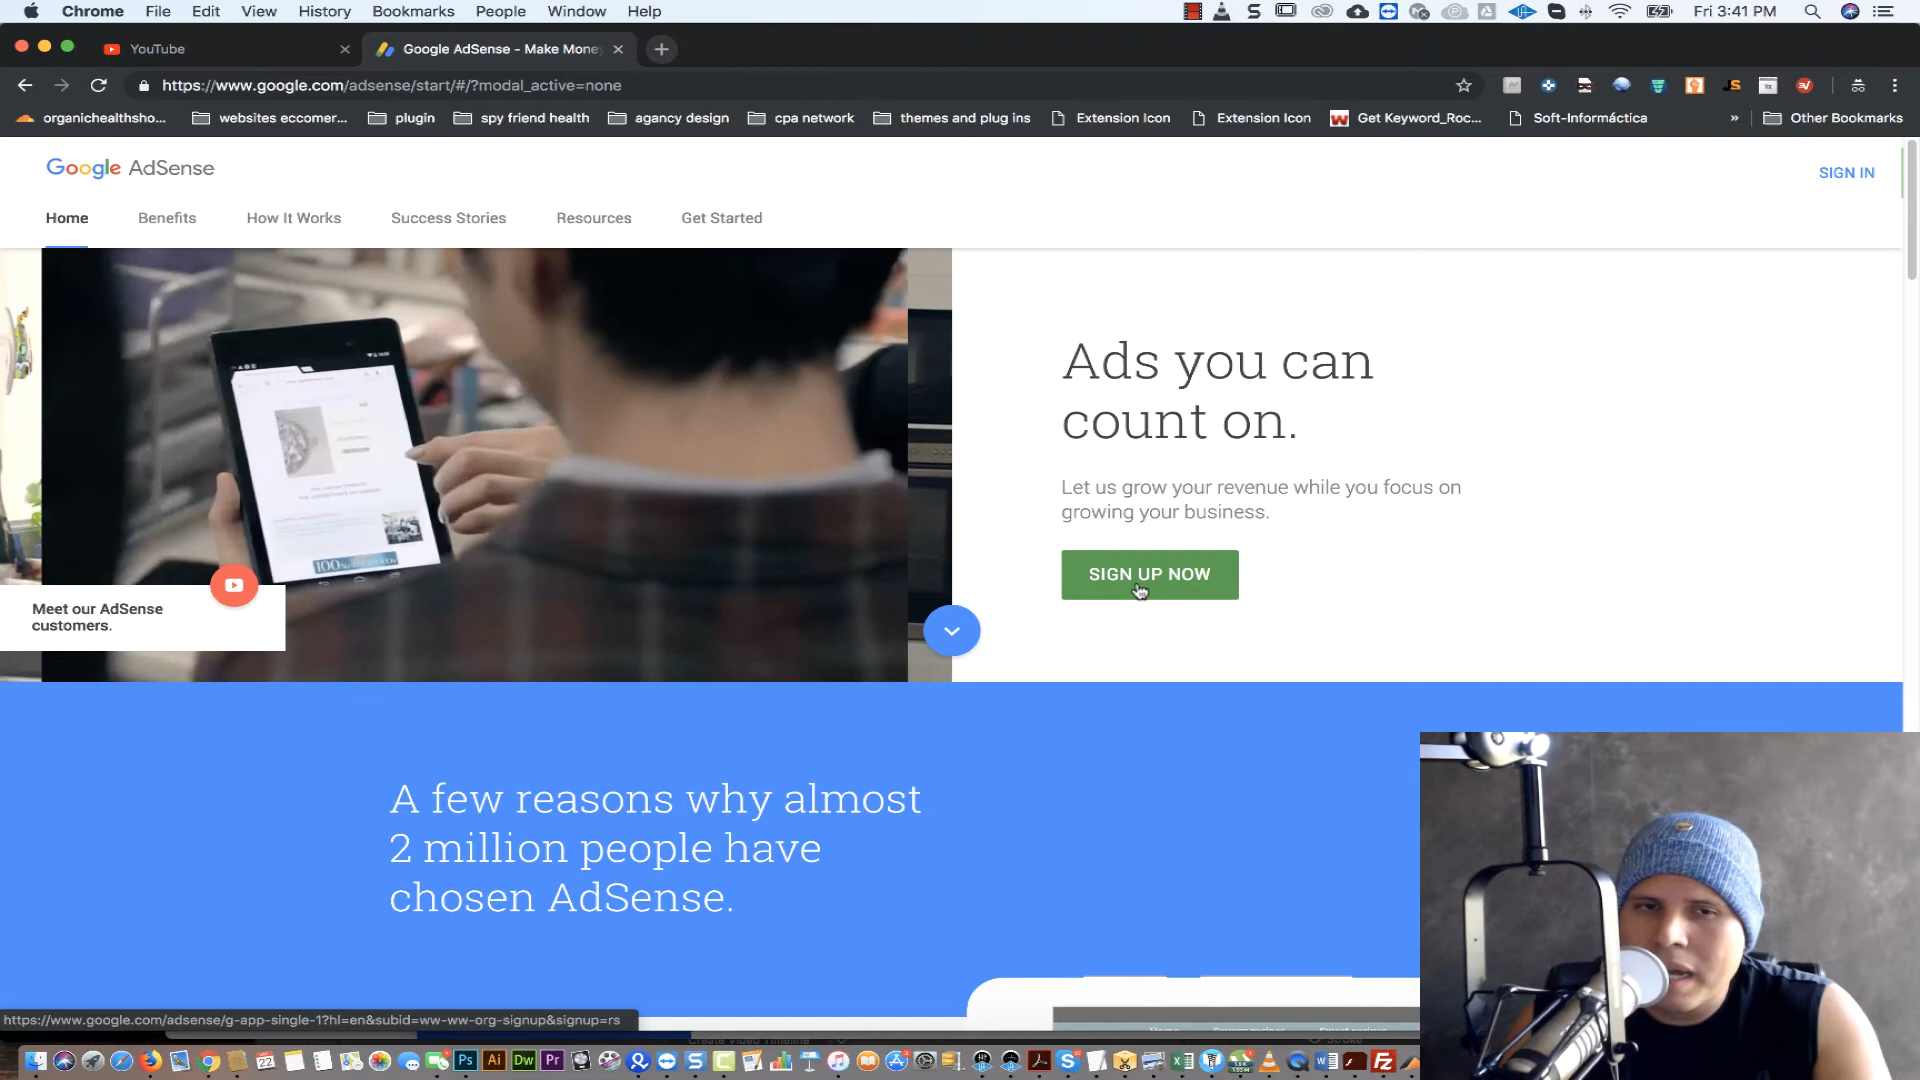 Chrome File Edit View History Bookmarks People Window Help
Fri 3:41 PM
YouTube
Google AdSense - Make Money
https://www.google.com/adsense/start/#/?modal_active=none
organichealthsho...
websites eccomer...
plugin
spy friend health
agancy design
cpa network
themes and plug ins
Extension Icon
Extension Icon
Get Keyword_Roc...
Soft-Informáctica
»
Other Bookmarks
Google AdSense
SIGN IN
Home
Benefits
How It Works
Success Stories
Resources
Get Started
Ads you can
count on.
Let us grow your revenue while you focus on
growing your business.
SIGN UP NOW
Meet our AdSense
customers.
A few reasons why almost
2 million people have
chosen AdSense.
https://www.google.com/adsense/g-app-single-1?hl=en&subid=ww-ww-org-signup&signup=rs